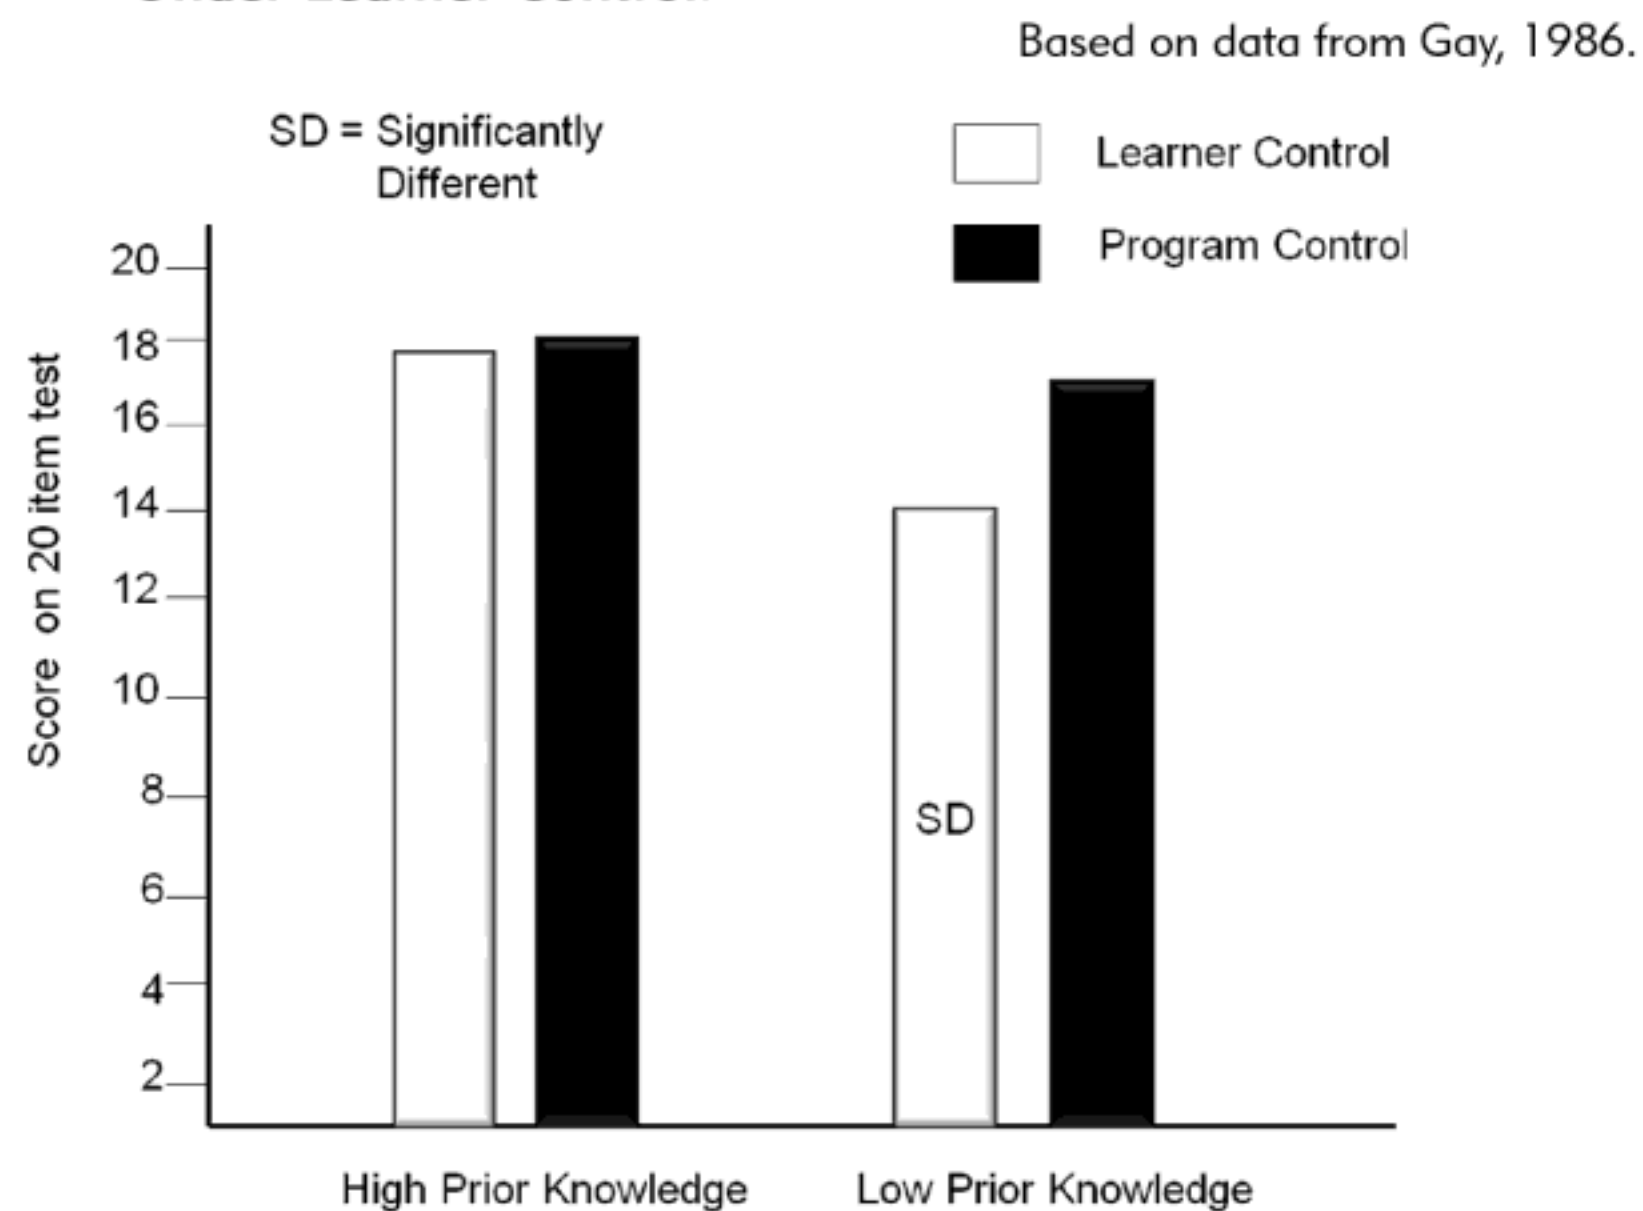 Based on data from Gay, 1986.
SD = Significantly
Different
Learner Control
Program Control
20
18
16
14
12
10
8
6
4
2
Score on 20 item test
SD
High Prior Knowledge
Low Prior Knowledge